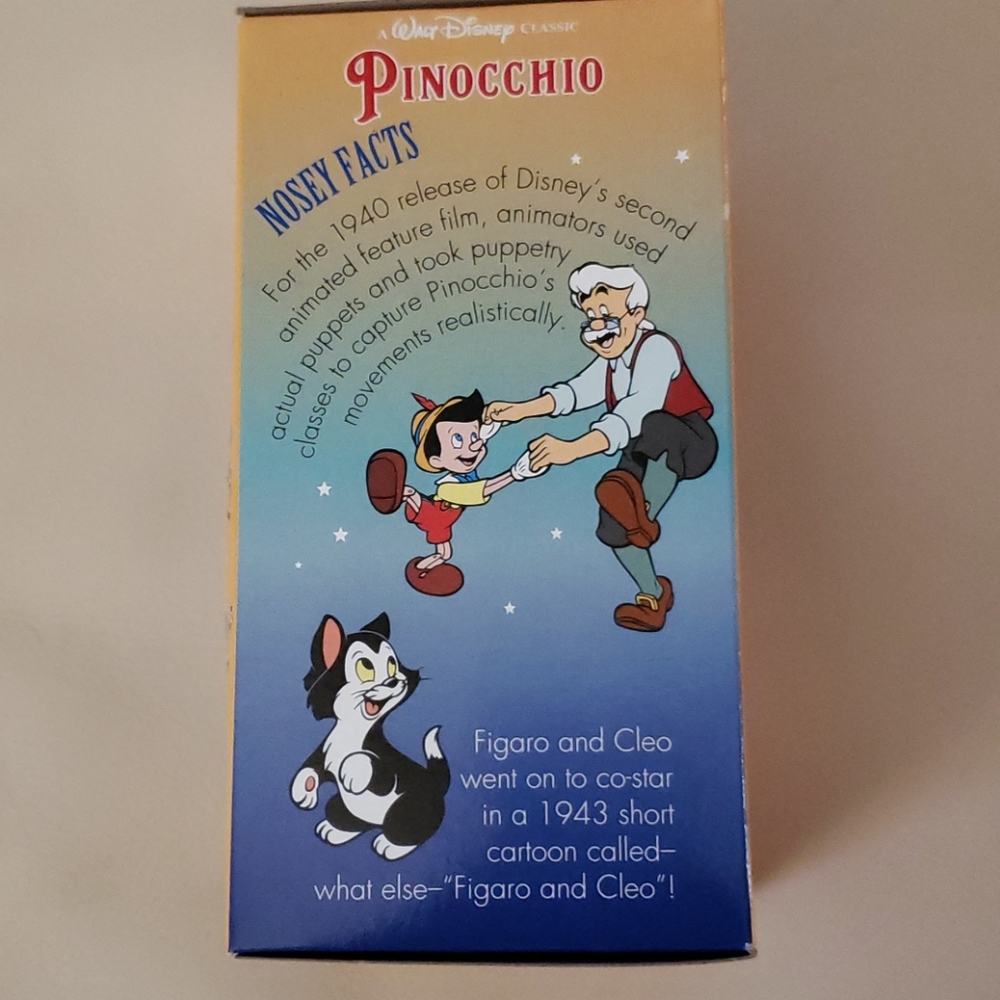 A Walt Disney CLASSIC
PINOCCHIO
NOSEY FACTS
For the 1940 release of Disney's second
animated feature film, animators used
actual puppets and took puppetry
classes to capture Pinocchio's
movements realistically.
Figaro and Cleo
went on to co-star
in a 1943 short
cartoon called–
what else–"Figaro and Cleo"!